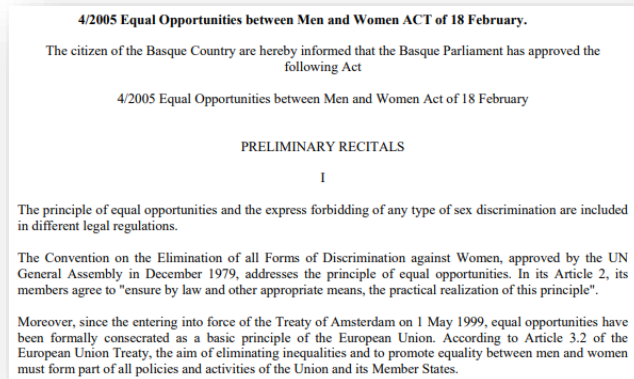 4/2005 Equal Opportunities between Men and Women ACT of 18 February.
The citizen of the Basque Country are hereby informed that the Basque Parliament has approved the
following Act
4/2005 Equal Opportunities between Men and Women Act of 18 February
PRELIMINARY RECITALS
I
The principle of equal opportunities and the express forbidding of any type of sex discrimination are included
in different legal regulations.
The Convention on the Elimination of all Forms of Discrimination against Women, approved by the UN
General Assembly in December 1979, addresses the principle of equal opportunities. In its Article 2, its
members agree to "ensure by law and other appropriate means, the practical realization of this principle".
Moreover, since the entering into force of the Treaty of Amsterdam on 1 May 1999, equal opportunities have
been formally consecrated as a basic principle of the European Union. According to Article 3.2 of the
European Union Treaty, the aim of eliminating inequalities and to promote equality between men and women
must form part of all policies and activities of the Union and its Member States.